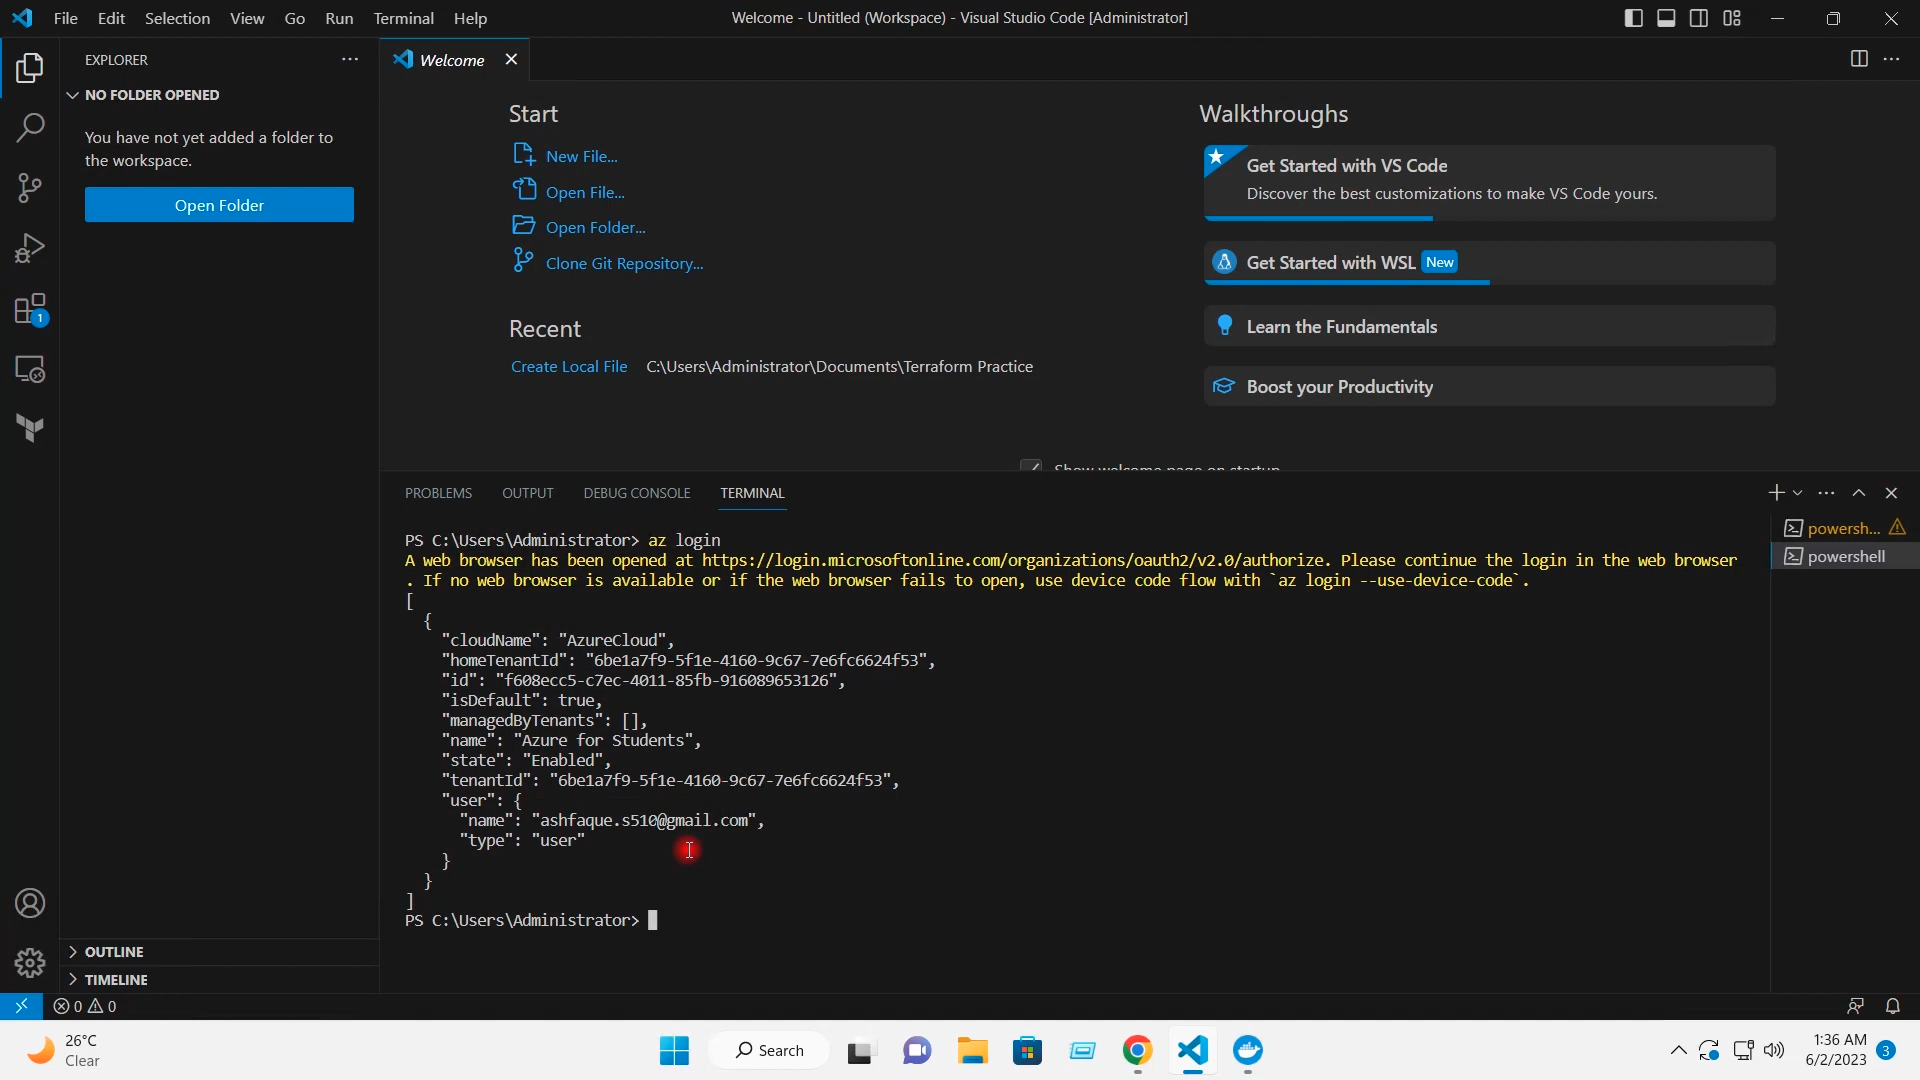 File Edit Selection View Go Run Terminal Help
Welcome - Untitled (Workspace) - Visual Studio Code [Administrator]
EXPLORER
Welcome
NO FOLDER OPENED
You have not yet added a folder to
the workspace.
Open Folder
Start
New File...
Open File...
Open Folder...
Clone Git Repository...
Recent
Create Local File C:\Users\Administrator\Documents\Terraform Practice
Walkthroughs
Get Started with VS Code
Discover the best customizations to make VS Code yours.
Get Started with WSL New
Learn the Fundamentals
Boost your Productivity
Show welcome page on startup
1
PROBLEMS OUTPUT DEBUG CONSOLE TERMINAL
PS C:\Users\Administrator> az login
A web browser has been opened at https://login.microsoftonline.com/organizations/oauth2/v2.0/authorize. Please continue the login in the web browser
. If no web browser is available or if the web browser fails to open, use device code flow with `az login --use-device-code`.
[
{
"cloudName": "AzureCloud",
"homeTenantId": "6be1a7f9-5f1e-4160-9c67-7e6fc6624f53",
"id": "f608ecc5-c7ec-4011-85fb-916089653126",
"isDefault": true,
"managedByTenants": [],
"name": "Azure for Students",
"state": "Enabled",
"tenantId": "6be1a7f9-5f1e-4160-9c67-7e6fc6624f53",
"user": {
"name": "ashfaque.s510@gmail.com",
"type": "user"
}
}
]
PS C:\Users\Administrator>
powersh...
powershell
OUTLINE
TIMELINE
0 0
26°C
Clear
Search
1:36 AM
6/2/2023
3